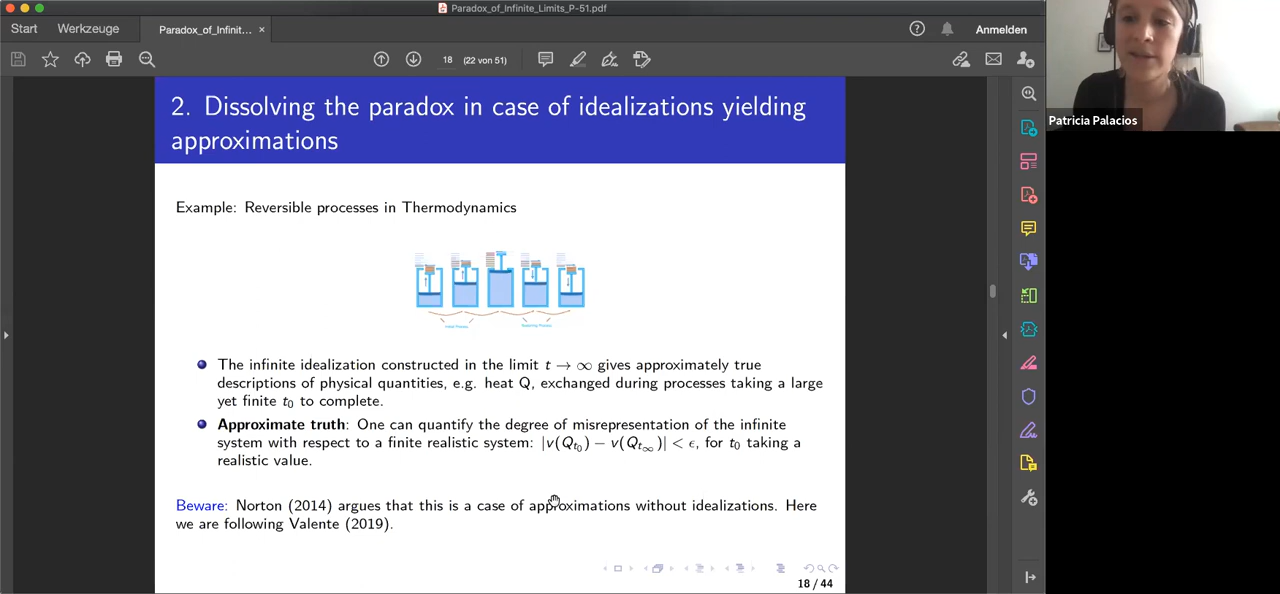 Paradox_of_Infinite_Limits_P-51.pdf
Start Werkzeuge Paradox_of_Infinit... × Anmelden
18 (22 von 51)
Patricia Palacios
2. Dissolving the paradox in case of idealizations yielding
approximations
Example: Reversible processes in Thermodynamics
The infinite idealization constructed in the limit t → ∞ gives approximately true
descriptions of physical quantities, e.g. heat Q, exchanged during processes taking a large
yet finite t₀ to complete.
Approximate truth: One can quantify the degree of misrepresentation of the infinite
system with respect to a finite realistic system: |v(Q_{t₀}) − v(Q_{t∞})| < ϵ, for t₀ taking a
realistic value.
Beware: Norton (2014) argues that this is a case of approximations without idealizations. Here
we are following Valente (2019).
18 / 44